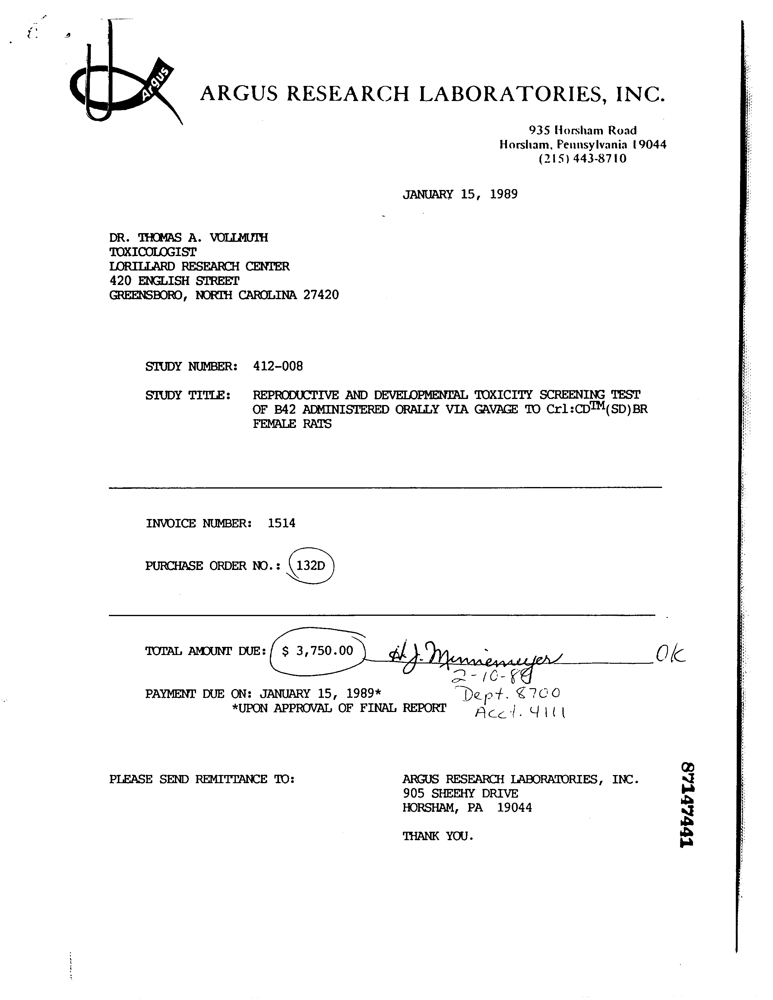 Argus
ARGUS RESEARCH LABORATORIES, INC.
935 Horsham Road
Horsham, Pennsylvania 19044
(215) 443-8710
JANUARY 15, 1989
DR. THOMAS A. VOLLMUTH
TOXICOLOGIST
LORILLARD RESEARCH CENTER
420 ENGLISH STREET
GREENSBORO, NORTH CAROLINA 27420
STUDY NUMBER: 412-008
STUDY TITLE: REPRODUCTIVE AND DEVELOPMENTAL TOXICITY SCREENING TEST
OF B42 ADMINISTERED ORALLY VIA GAVAGE TO Crl:CD™(SD)BR
FEMALE RATS
INVOICE NUMBER: 1514
PURCHASE ORDER NO.: 132D
TOTAL AMOUNT DUE: $ 3,750.00 H.J. Minnemeyer OK
2-10-89
PAYMENT DUE ON: JANUARY 15, 1989* Dept. 8700
*UPON APPROVAL OF FINAL REPORT Acct. 4111
PLEASE SEND REMITTANCE TO: ARGUS RESEARCH LABORATORIES, INC.
905 SHEEHY DRIVE
HORSHAM, PA 19044
THANK YOU.
87147441